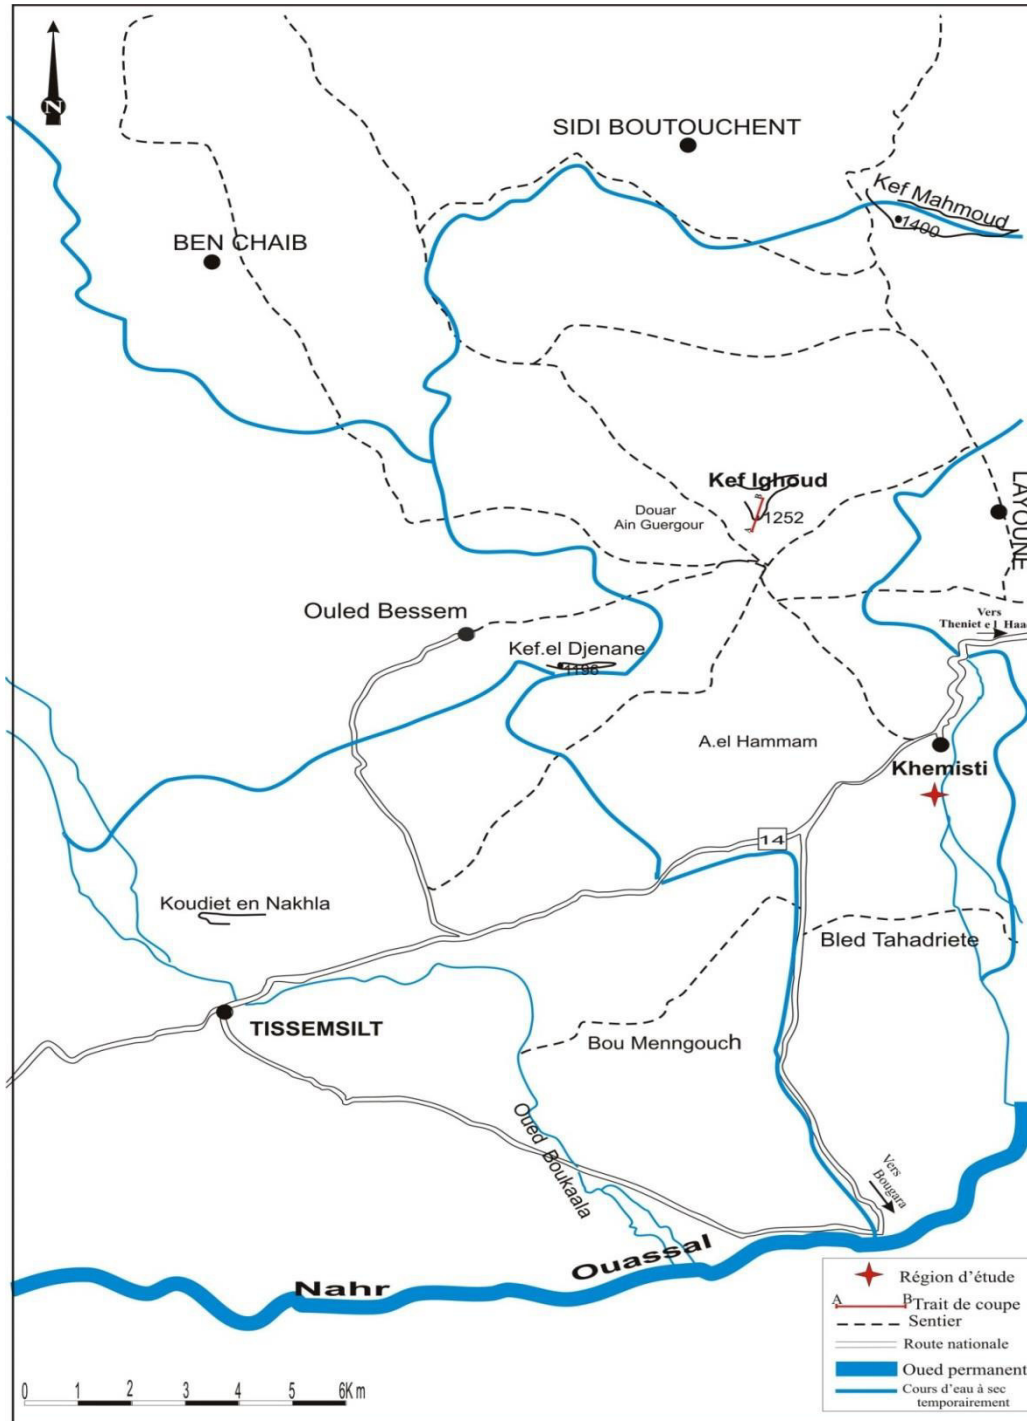 N
SIDI BOUTOUCHENT
Kef Mahmoud
1400
BEN CHAIB
Kef Ighoud
1252
Douar
Ain Guergour
LAYOUNE
Ouled Bessem
Vers
Theniet e l Haa
Kef.el Djenane
1196
A.el Hammam
Khemisti
14
Koudiet en Nakhla
Bled Tahadriete
TISSEMSILT
Bou Menngouch
Oued Boukaala
Vers
Bougara
Nahr Ouassal
Région d'étude
A B Trait de coupe
Sentier
Route nationale
Oued permanent
Cours d'eau à sec
temporairement
0 1 2 3 4 5 6K m